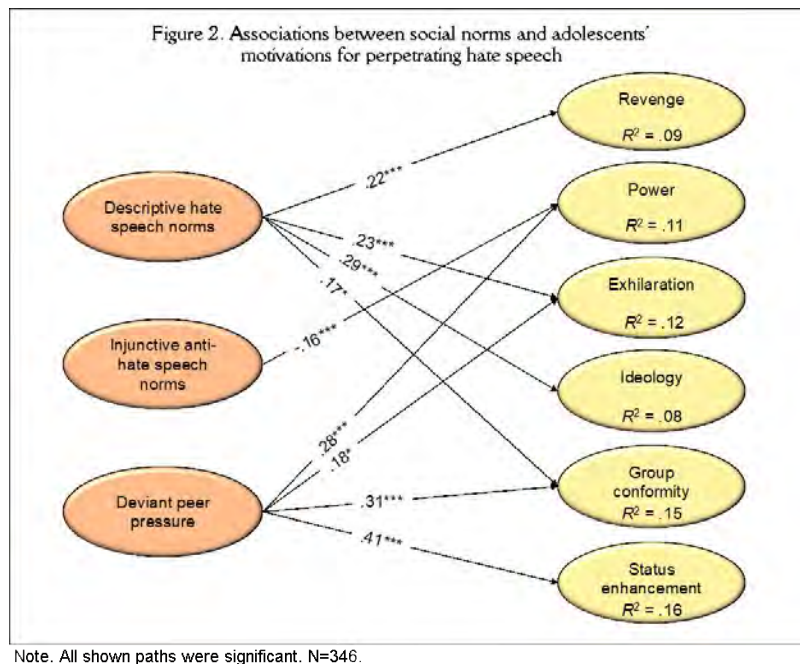 Figure 2. Associations between social norms and adolescents'
motivations for perpetrating hate speech
Descriptive hate
speech norms
Injunctive anti-
hate speech
norms
Deviant peer
pressure
.22***
.23***
.29***
.17*
-.16***
.28***
.18*
.31***
.41***
Revenge
R² = .09
Power
R² = .11
Exhilaration
R² = .12
Ideology
R² = .08
Group
conformity
R² = .15
Status
enhancement
R² = .16
Note. All shown paths were significant. N=346.